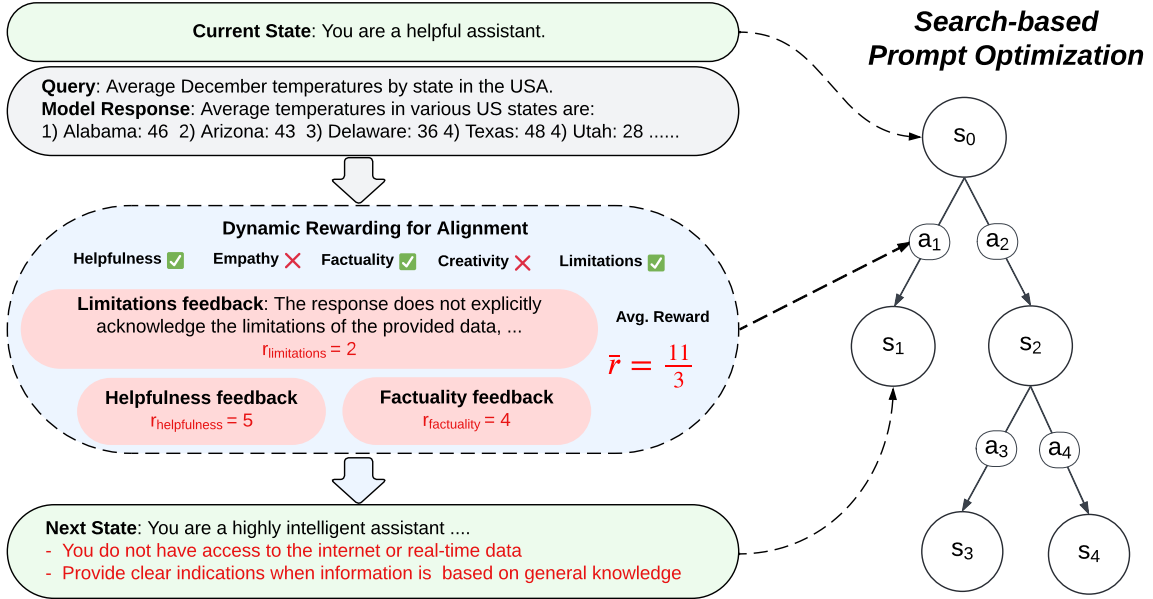 Current State: You are a helpful assistant.
Query: Average December temperatures by state in the USA.
Model Response: Average temperatures in various US states are:
1) Alabama: 46  2) Arizona: 43  3) Delaware: 36 4) Texas: 48 4) Utah: 28 ......
Dynamic Rewarding for Alignment
Helpfulness ✅ Empathy ❌ Factuality ✅ Creativity ❌ Limitations ✅
Limitations feedback: The response does not explicitly
acknowledge the limitations of the provided data, ...
r_limitations = 2
Avg. Reward
r̄ = 11/3
Helpfulness feedback
r_helpfulness = 5
Factuality feedback
r_factuality = 4
Next State: You are a highly intelligent assistant ....
- You do not have access to the internet or real-time data
- Provide clear indications when information is  based on general knowledge
Search-based
Prompt Optimization
s0
a1 a2
s1 s2
a3 a4
s3 s4